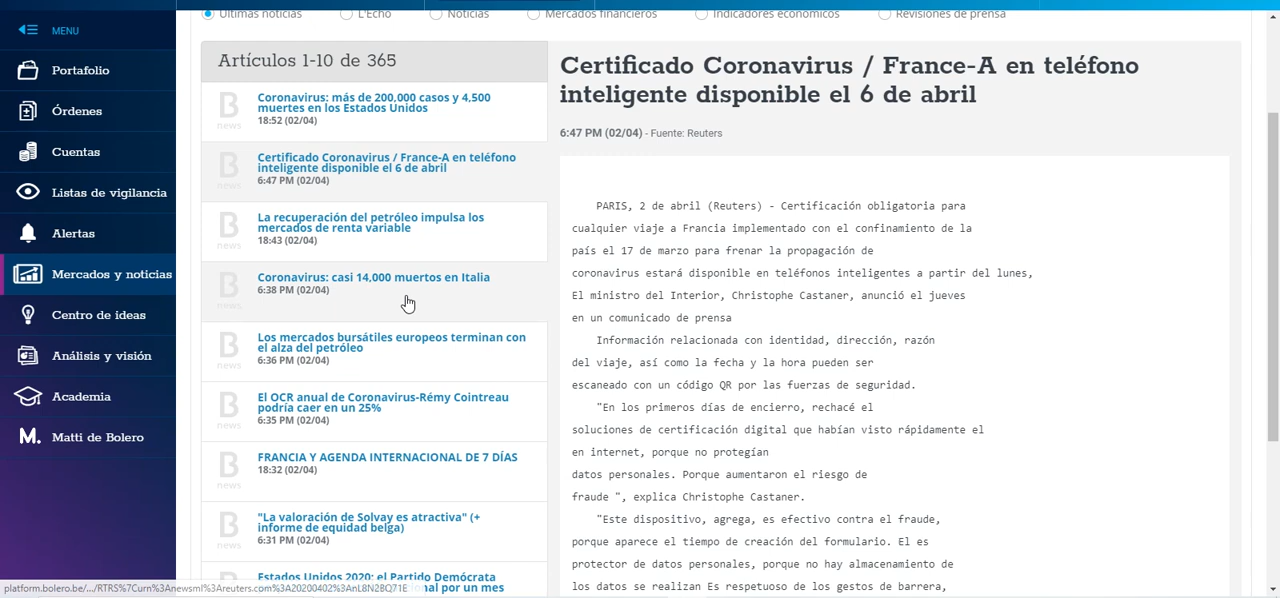 MENU
Portafolio
Órdenes
Cuentas
Listas de vigilancia
Alertas
Mercados y noticias
Centro de ideas
Análisis y visión
Academia
M. Matti de Bolero
Últimas noticias
L'Echo
Noticias
Mercados financieros
Indicadores económicos
Revisiones de prensa
Artículos 1-10 de 365
B news
Coronavirus: más de 200,000 casos y 4,500
muertes en los Estados Unidos
18:52 (02/04)
B news
Certificado Coronavirus / France-A en teléfono
inteligente disponible el 6 de abril
6:47 PM (02/04)
B news
La recuperación del petróleo impulsa los
mercados de renta variable
18:43 (02/04)
B news
Coronavirus: casi 14,000 muertos en Italia
6:38 PM (02/04)
B news
Los mercados bursátiles europeos terminan con
el alza del petróleo
6:36 PM (02/04)
B news
El OCR anual de Coronavirus-Rémy Cointreau
podría caer en un 25%
6:35 PM (02/04)
B news
FRANCIA Y AGENDA INTERNACIONAL DE 7 DÍAS
18:32 (02/04)
B news
"La valoración de Solvay es atractiva" (+
informe de equidad belga)
6:31 PM (02/04)
Estados Unidos 2020: el Partido Demócrata
nal por un mes
Certificado Coronavirus / France-A en teléfono
inteligente disponible el 6 de abril
6:47 PM (02/04) - Fuente: Reuters
PARIS, 2 de abril (Reuters) - Certificación obligatoria para
cualquier viaje a Francia implementado con el confinamiento de la
país el 17 de marzo para frenar la propagación de
coronavirus estará disponible en teléfonos inteligentes a partir del lunes,
El ministro del Interior, Christophe Castaner, anunció el jueves
en un comunicado de prensa
Información relacionada con identidad, dirección, razón
del viaje, así como la fecha y la hora pueden ser
escaneado con un código QR por las fuerzas de seguridad.
"En los primeros días de encierro, rechacé el
soluciones de certificación digital que habían visto rápidamente el
en internet, porque no protegían
datos personales. Porque aumentaron el riesgo de
fraude ", explica Christophe Castaner.
"Este dispositivo, agrega, es efectivo contra el fraude,
porque aparece el tiempo de creación del formulario. El es
protector de datos personales, porque no hay almacenamiento de
los datos se realizan Es respetuoso de los gestos de barrera,
platform.bolero.be/.../RTRS%7Curn%3Anewsml%3Areuters.com%3A20200402%3AnL8N2BQ71E